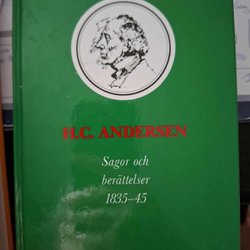 H.C. ANDERSEN
Sagor och
berättelser
1835–45